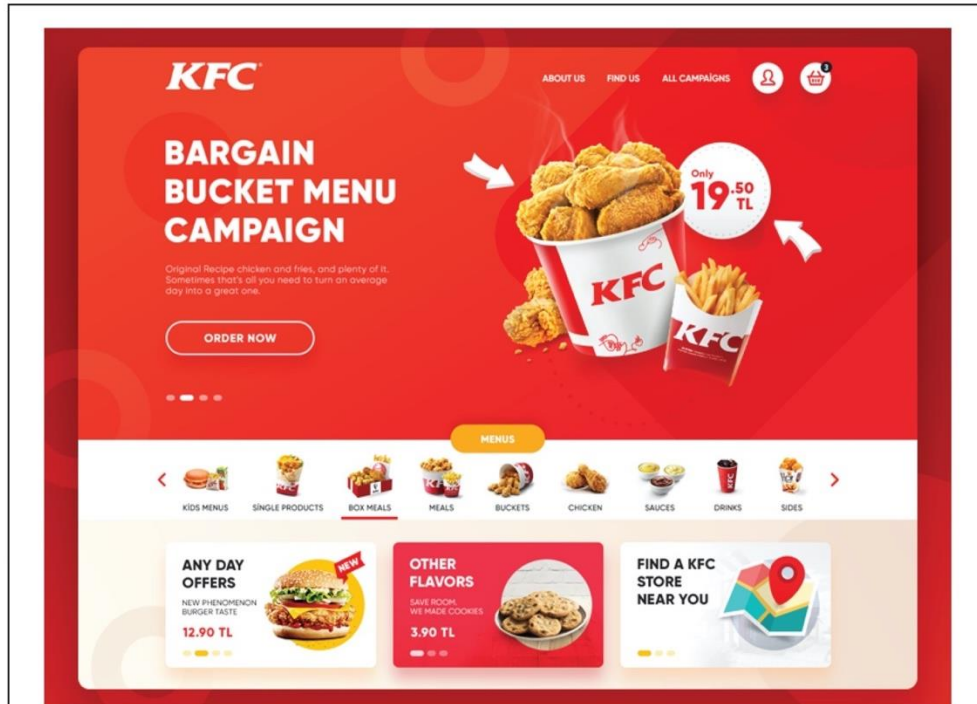 KFC
ABOUT US FIND US ALL CAMPAİGNS 3
BARGAIN
BUCKET MENU
CAMPAIGN
Original Recipe chicken and fries, and plenty of it.
Sometimes that's all you need to turn an average
day into a great one.
ORDER NOW
Only
19.50
TL
KFC
KFC
MENUS
KİDS MENUS SİNGLE PRODUCTS BOX MEALS MEALS BUCKETS CHICKEN SAUCES DRINKS SIDES
ANY DAY
OFFERS
NEW PHENOMENON
BURGER TASTE
12.90 TL
NEW
OTHER
FLAVORS
SAVE ROOM.
WE MADE COOKIES
3.90 TL
FIND A KFC
STORE
NEAR YOU